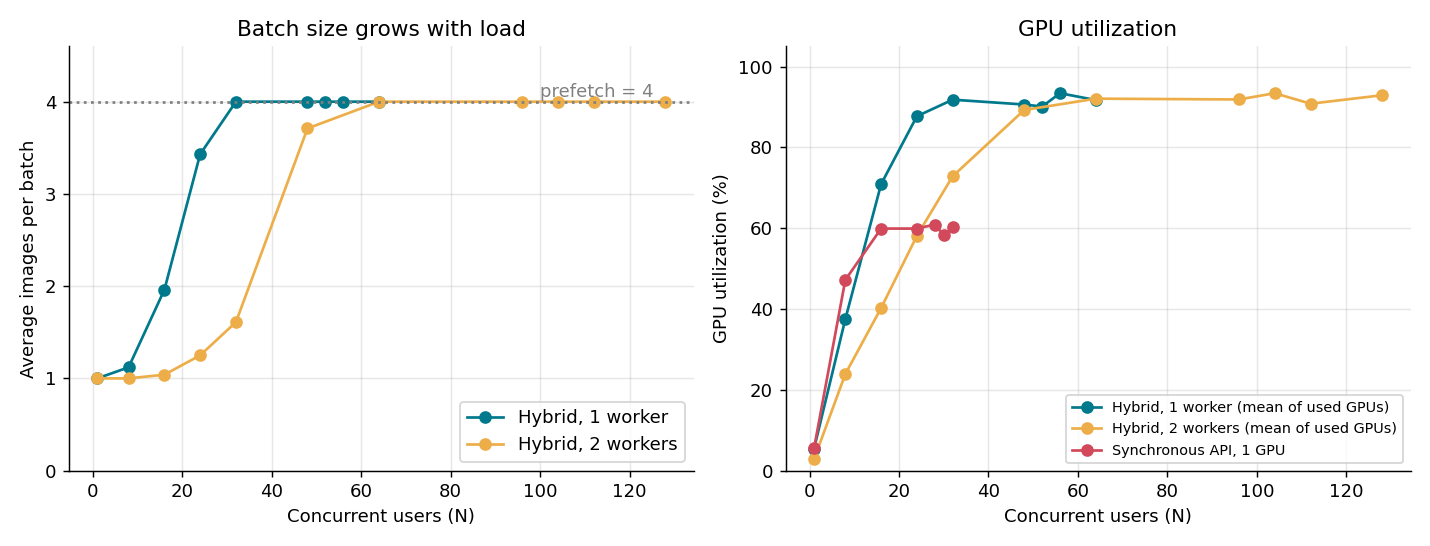 Batch size grows with load
prefetch = 4
4
3
2
1
0
Average images per batch
Hybrid, 1 worker
Hybrid, 2 workers
0 20 40 60 80 100 120
Concurrent users (N)
GPU utilization
100
80
60
40
20
0
GPU utilization (%)
Hybrid, 1 worker (mean of used GPUs)
Hybrid, 2 workers (mean of used GPUs)
Synchronous API, 1 GPU
0 20 40 60 80 100 120
Concurrent users (N)